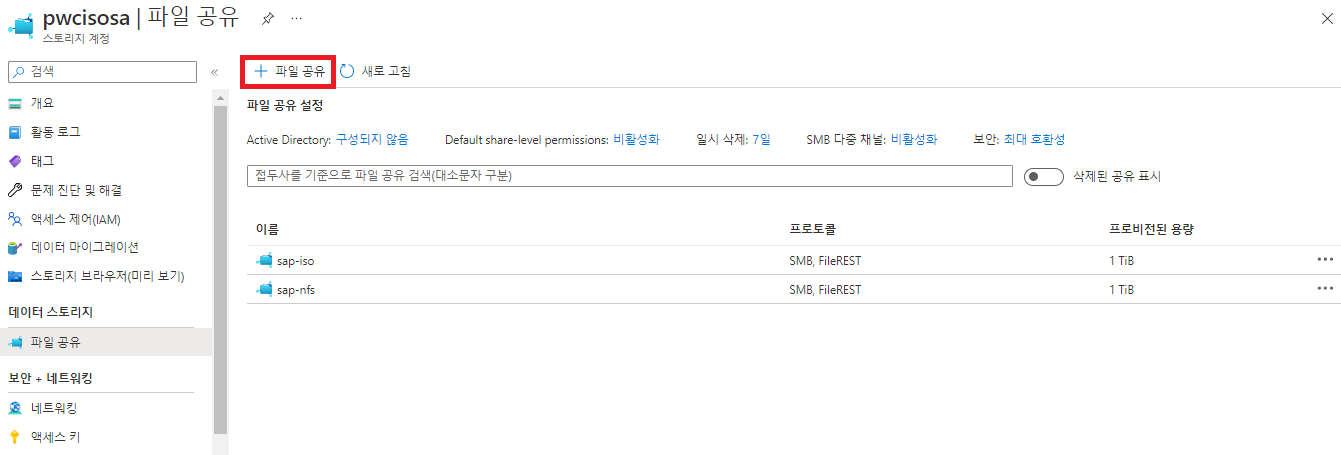 pwcisosa | 파일 공유
스토리지 계정
검색
개요
활동 로그
태그
문제 진단 및 해결
액세스 제어(IAM)
데이터 마이그레이션
스토리지 브라우저(미리 보기)
데이터 스토리지
파일 공유
보안 + 네트워킹
네트워킹
액세스 키
파일 공유 새로 고침
파일 공유 설정
Active Directory: 구성되지 않음 Default share-level permissions: 비활성화 일시 삭제: 7일 SMB 다중 채널: 비활성화 보안: 최대 호환성
접두사를 기준으로 파일 공유 검색(대소문자 구분) 삭제된 공유 표시
이름 프로토콜 프로비전된 용량
sap-iso SMB, FileREST 1 TiB
sap-nfs SMB, FileREST 1 TiB